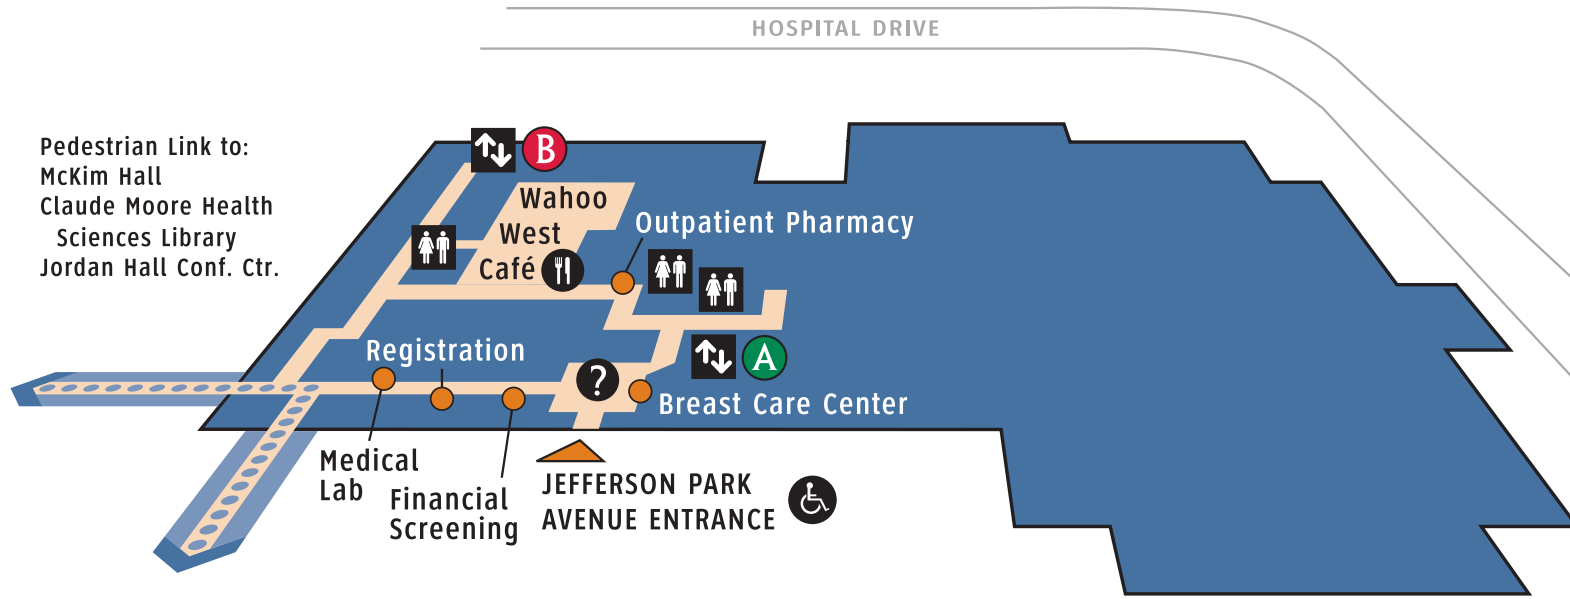 HOSPITAL DRIVE
Pedestrian Link to:
McKim Hall
Claude Moore Health
Sciences Library
Jordan Hall Conf. Ctr.
B
Wahoo
West
Café
Outpatient Pharmacy
Registration
?
A
Breast Care Center
Medical
Lab
Financial
Screening
JEFFERSON PARK
AVENUE ENTRANCE